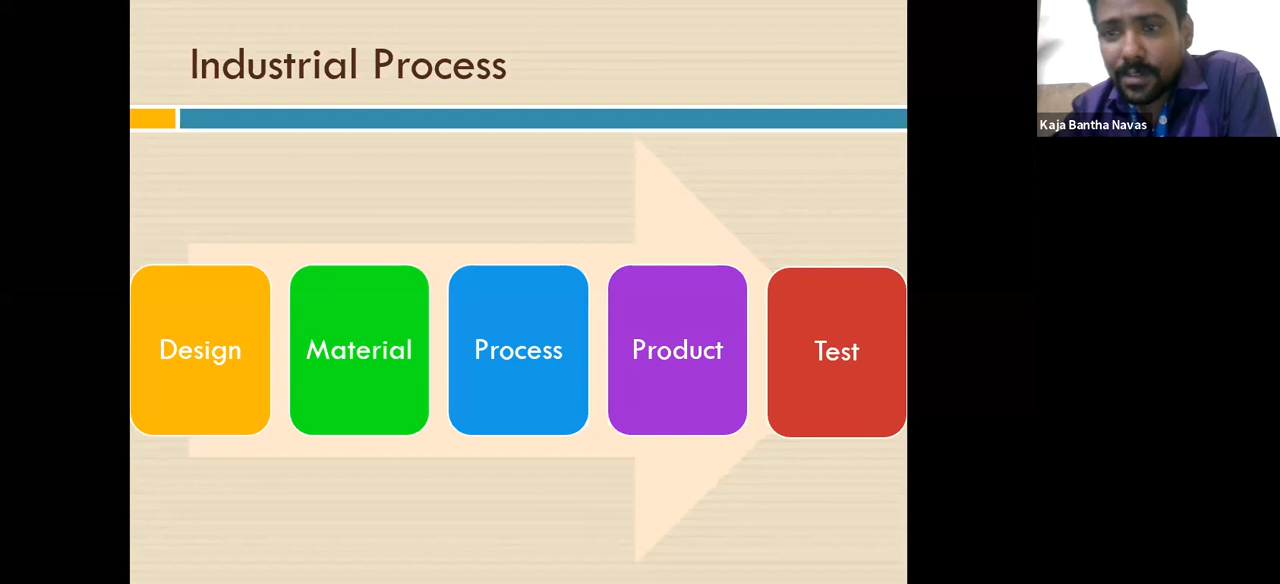 Industrial Process
Kaja Bantha Navas
Design
Material
Process
Product
Test